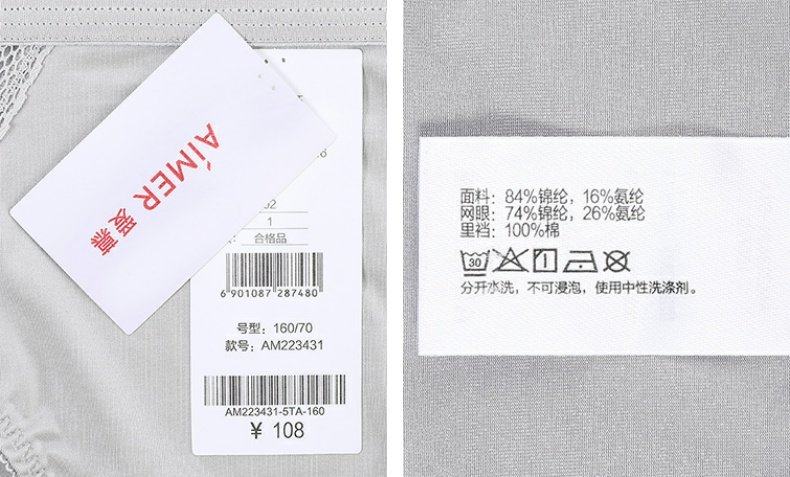 AiMER 爱慕
1
合格品
6 901087 287480
号型：160/70
款号：AM223431
AM223431-5TA-160
￥ 108
面料：84%锦纶，16%氨纶
网眼：74%锦纶，26%氨纶
里裆：100%棉
30
分开水洗，不可浸泡，使用中性洗涤剂。